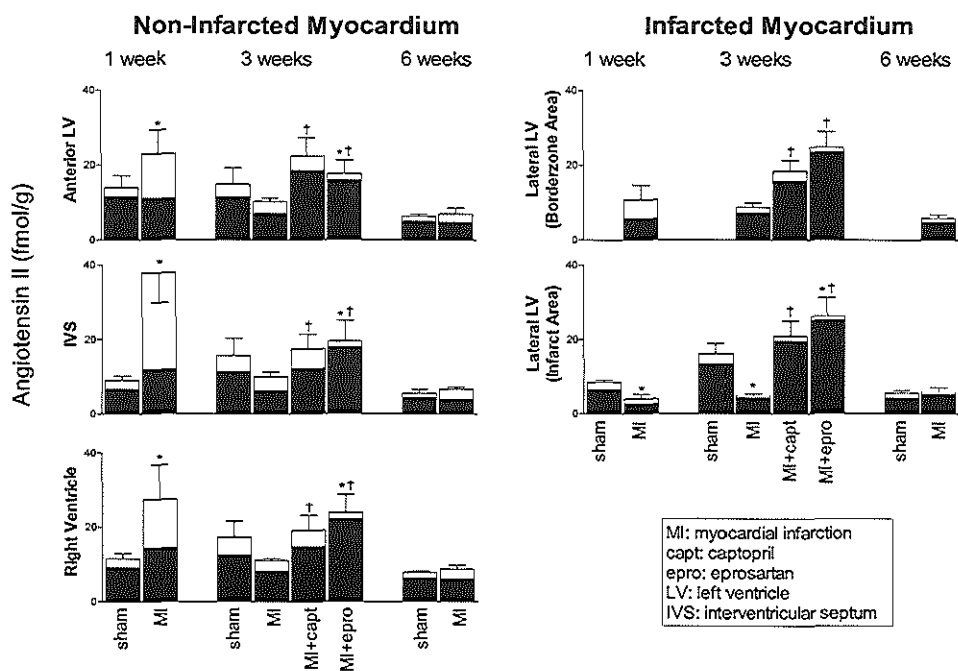 Non-Infarcted Myocardium
1 week 3 weeks 6 weeks
Angiotensin II (fmol/g)
Anterior LV
40
20
0
* † *†
IVS
40
20
0
* † *†
Right Ventricle
40
20
0
* † *†
sham MI sham MI MI+capt MI+epro sham MI
Infarcted Myocardium
1 week 3 weeks 6 weeks
Lateral LV
(Borderzone Area)
40
20
0
† †
Lateral LV
(Infarct Area)
40
20
0
* * † *†
sham MI sham MI MI+capt MI+epro sham MI
MI: myocardial infarction
capt: captopril
epro: eprosartan
LV: left ventricle
IVS: interventricular septum